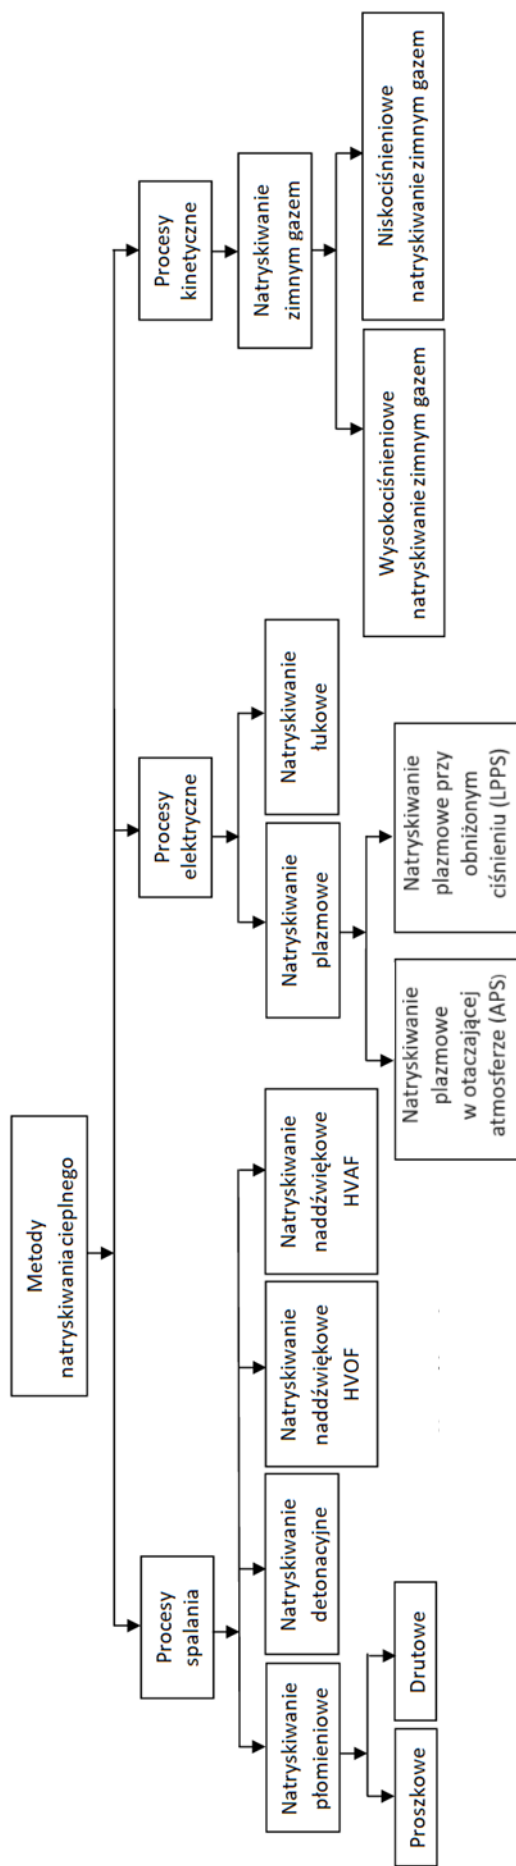 Metody
natryskiwania cieplnego
Procesy
spalania
Procesy
elektryczne
Procesy
kinetyczne
Natryskiwanie
płomieniowe
Natryskiwanie
detonacyjne
Natryskiwanie
naddźwiękowe
HVOF
Natryskiwanie
naddźwiękowe
HVAF
Natryskiwanie
plazmowe
Natryskiwanie
łukowe
Natryskiwanie
zimnym gazem
Proszkowe
Drutowe
Natryskiwanie
plazmowe
w otaczającej
atmosferze (APS)
Natryskiwanie
plazmowe przy
obniżonym
ciśnieniu (LPPS)
Wysokociśnieniowe
natryskiwanie zimnym gazem
Niskociśnieniowe
natryskiwanie zimnym gazem